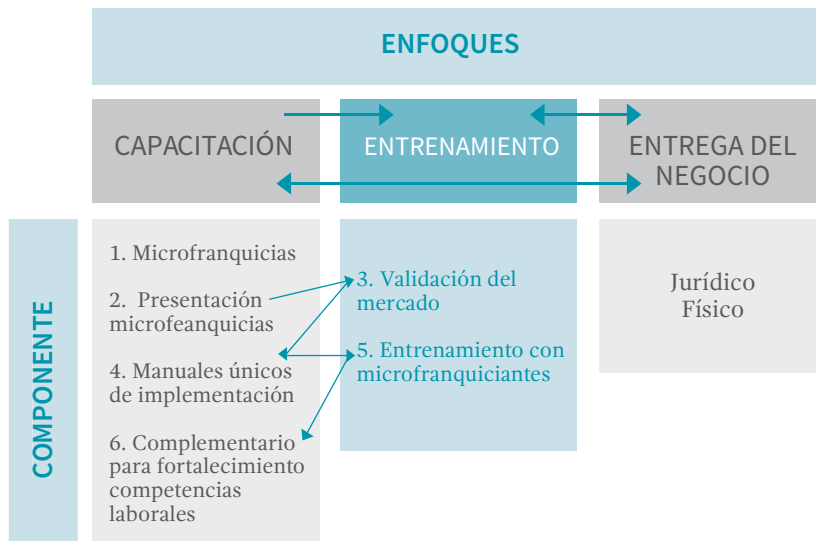 ENFOQUES
CAPACITACIÓN
ENTRENAMIENTO
ENTREGA DEL
NEGOCIO
COMPONENTE
1. Microfranquicias
2. Presentación
microfeanquicias
4. Manuales únicos
de implementación
6. Complementario
para fortalecimiento
competencias
laborales
3. Validación del
mercado
5. Entrenamiento con
microfranquiciantes
Jurídico
Físico